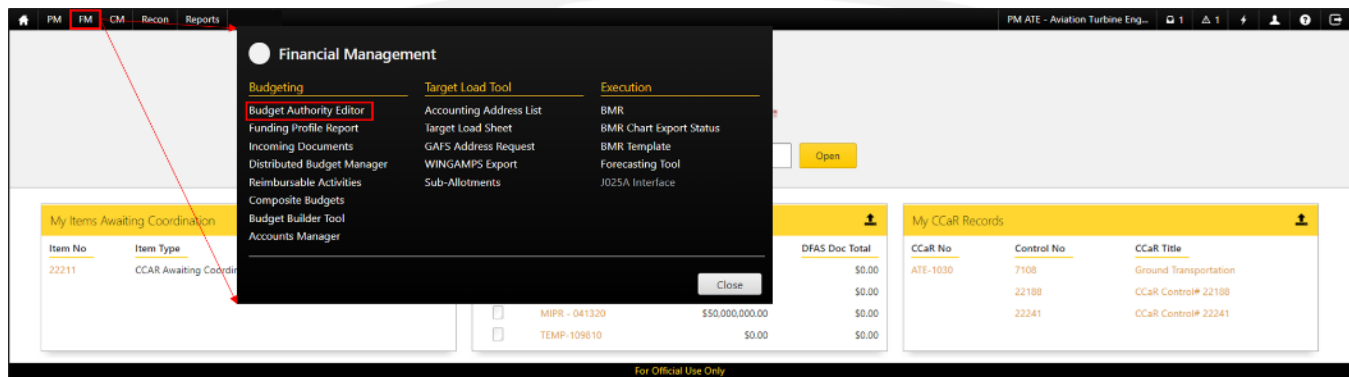 PM FM CM Recon Reports
PM ATE - Aviation Turbine Eng... 1 1
Financial Management
Budgeting
Budget Authority Editor
Funding Profile Report
Incoming Documents
Distributed Budget Manager
Reimbursable Activities
Composite Budgets
Budget Builder Tool
Accounts Manager
Target Load Tool
Accounting Address List
Target Load Sheet
GAFS Address Request
WINGAMPS Export
Sub-Allotments
Execution
BMR
BMR Chart Export Status
BMR Template
Forecasting Tool
J025A Interface
Close
Open
My Items Awaiting Coordination
Item No Item Type
22211 CCAR Awaiting Coordin
DFAS Doc Total
$0.00
$0.00
MIPR - 041320 $50,000,000.00 $0.00
TEMP-109810 $0.00 $0.00
My CCaR Records
CCaR No Control No CCaR Title
ATE-1030 7108 Ground Transportation
22188 CCaR Control# 22188
22241 CCaR Control# 22241
For Official Use Only